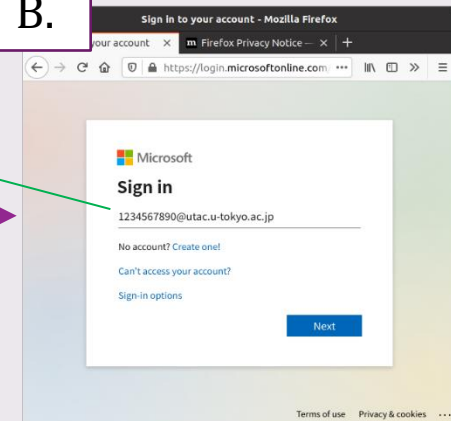 B.
Sign in to your account - Mozilla Firefox
your account × m Firefox Privacy Notice — × +
https://login.microsoftonline.com ···
Microsoft
Sign in
1234567890@utac.u-tokyo.ac.jp
No account? Create one!
Can't access your account?
Sign-in options
Next
Terms of use Privacy & cookies ···